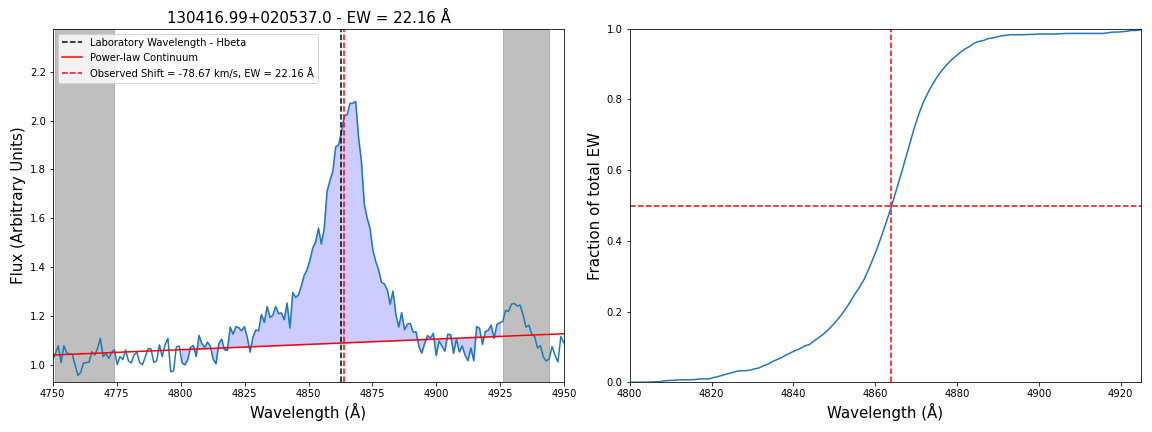 130416.99+020537.0 - EW = 22.16 Å
Laboratory Wavelength - Hbeta
Power-law Continuum
Observed Shift = -78.67 km/s, EW = 22.16 Å
Flux (Arbitrary Units)
2.2
2.0
1.8
1.6
1.4
1.2
1.0
4750 4775 4800 4825 4850 4875 4900 4925 4950
Wavelength (Å)
Fraction of total EW
1.0
0.8
0.6
0.4
0.2
0.0
4800 4820 4840 4860 4880 4900 4920
Wavelength (Å)